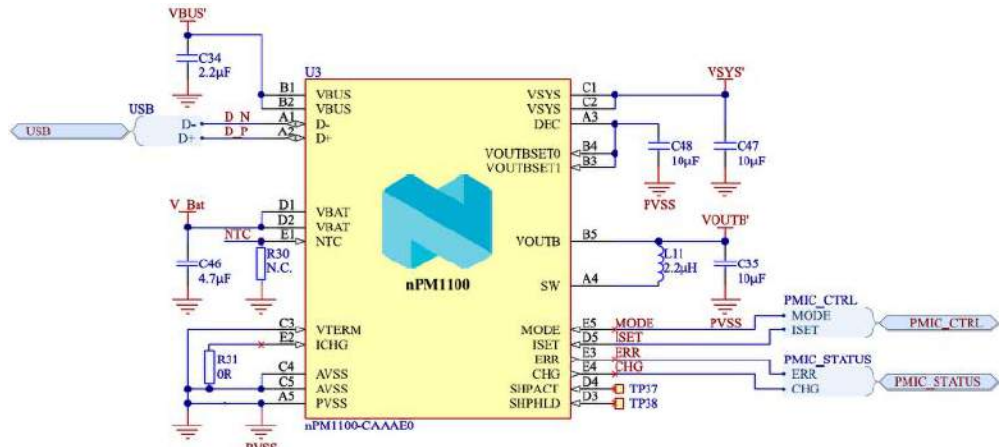 VBUS'
C34
2.2µF
U3
B1 VBUS VSYS C1
B2 VBUS VSYS C2
VSYS'
USB
USB
D- D_N A1 D- DEC A3
D+ D_P A2 D+
VOUTBSET0 B4
VOUTBSET1 B3
C48
10µF
C47
10µF
PVSS
V_Bat
D1 VBAT
D2 VBAT
NTC E1 NTC
VOUTB B5
VOUTB'
C46
4.7µF
R30
N.C.
L11
2.2µH
C35
10µF
nPM1100
SW A4
PVSS
C3 VTERM
E2 ICHG
R31
0R
C4 AVSS
C5 AVSS
A5 PVSS
PVSS
MODE E5 MODE
ISET D5 ISET
ERR E3 ERR
CHG E4 CHG
SHPACT D4 TP37
SHPHLD D3 TP38
PMIC_CTRL
MODE
ISET
PMIC_CTRL
PMIC_STATUS
ERR
CHG
PMIC_STATUS
nPM1100-CAAAE0